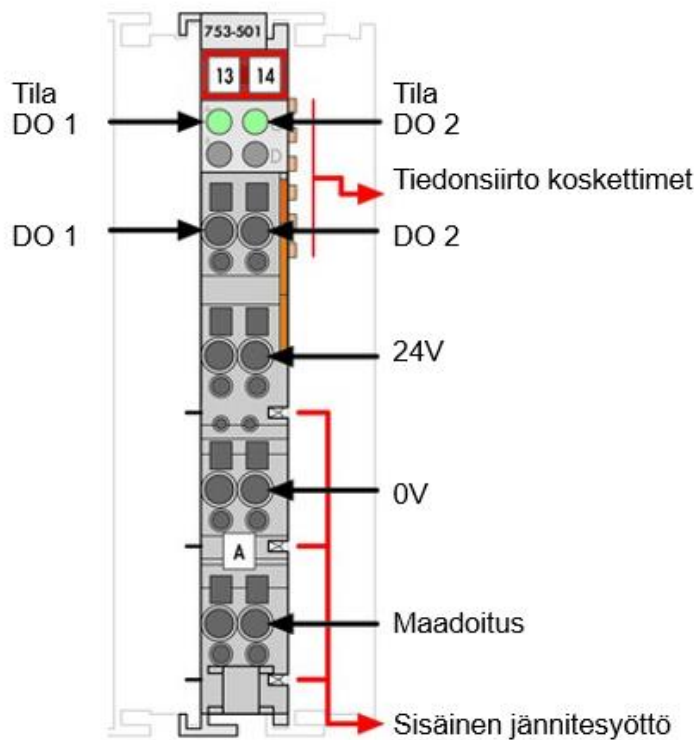 753-501
13 14
Tila
DO 1
Tila
DO 2
Tiedonsiirto koskettimet
DO 1
DO 2
24V
0V
A
Maadoitus
Sisäinen jännitesyöttö